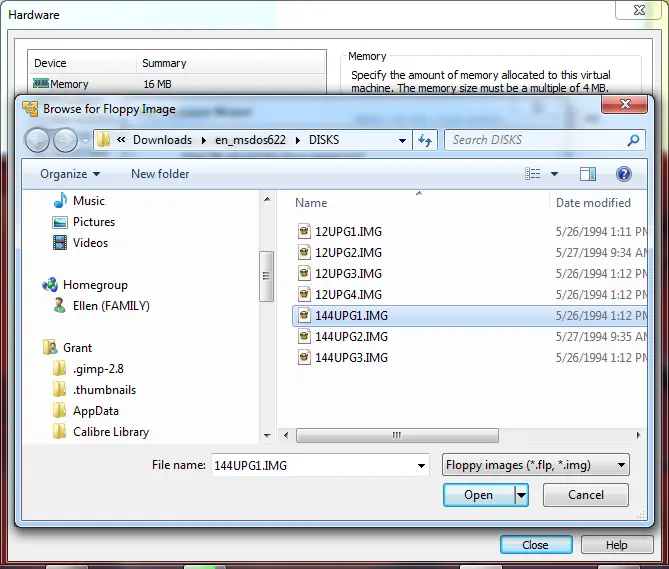 Hardware
Device Summary
Memory 16 MB
Memory
Specify the amount of memory allocated to this virtual
machine. The memory size must be a multiple of 4 MB.
Browse for Floppy Image
« Downloads en_msdos622 DISKS
Search DISKS
Organize New folder
Music
Pictures
Videos
Homegroup
Ellen (FAMILY)
Grant
.gimp-2.8
.thumbnails
AppData
Calibre Library
Name Date modified
12UPG1.IMG 5/26/1994 1:11 PM
12UPG2.IMG 5/27/1994 9:34 AM
12UPG3.IMG 5/26/1994 1:12 PM
12UPG4.IMG 5/26/1994 1:12 PM
144UPG1.IMG 5/26/1994 1:12 PM
144UPG2.IMG 5/27/1994 9:35 AM
144UPG3.IMG 5/26/1994 1:12 PM
File name: 144UPG1.IMG
Floppy images (*.flp, *.img)
Open Cancel
Close Help